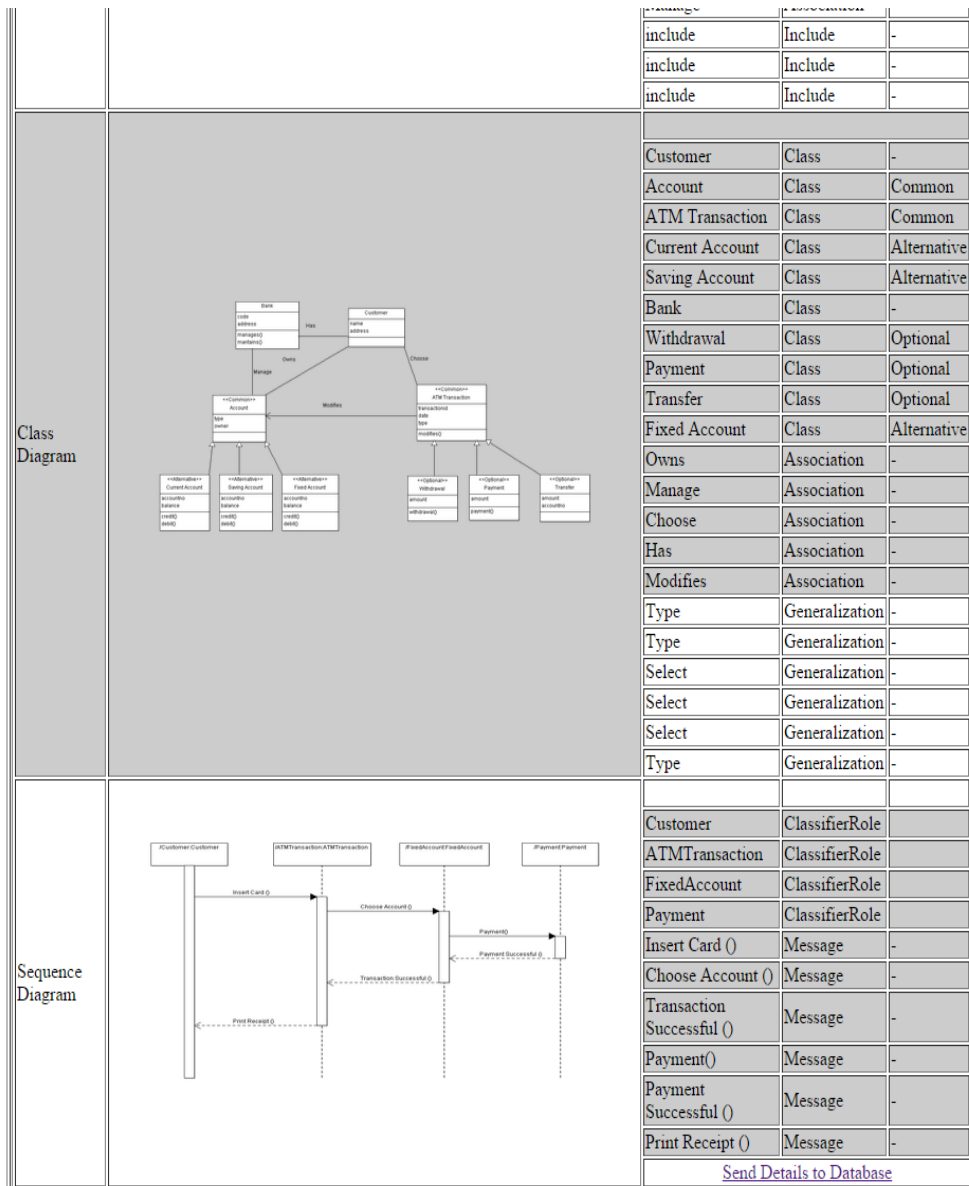 Manage Association
include Include -
include Include -
include Include -
Class
Diagram
Bank
code
address
manages()
mantains()
Has
Customer
name
address
Owns
Manage
Choose
<<Common>>
Account
type
owner
Modifies
<<Common>>
ATM Transaction
transactionid
date
type
modifies()
<<Alternative>>
Current Account
accountno
balance
credit()
debit()
<<Alternative>>
Saving Account
accountno
balance
credit()
debit()
<<Alternative>>
Fixed Account
accountno
balance
credit()
debit()
<<Optional>>
Withdrawal
amount
withdrawal()
<<Optional>>
Payment
amount
payment()
<<Optional>>
Transfer
amount
accountno
Customer Class -
Account Class Common
ATM Transaction Class Common
Current Account Class Alternative
Saving Account Class Alternative
Bank Class -
Withdrawal Class Optional
Payment Class Optional
Transfer Class Optional
Fixed Account Class Alternative
Owns Association -
Manage Association -
Choose Association -
Has Association -
Modifies Association -
Type Generalization -
Type Generalization -
Select Generalization -
Select Generalization -
Select Generalization -
Type Generalization -
Sequence
Diagram
/Customer:Customer
/ATMTransaction:ATMTransaction
/FixedAccount:FixedAccount
/Payment:Payment
Insert Card ()
Choose Account ()
Payment()
Payment Successful ()
Transaction Successful ()
Print Receipt ()
Customer ClassifierRole
ATMTransaction ClassifierRole
FixedAccount ClassifierRole
Payment ClassifierRole
Insert Card () Message -
Choose Account () Message -
Transaction
Successful () Message -
Payment() Message -
Payment
Successful () Message -
Print Receipt () Message -
Send Details to Database